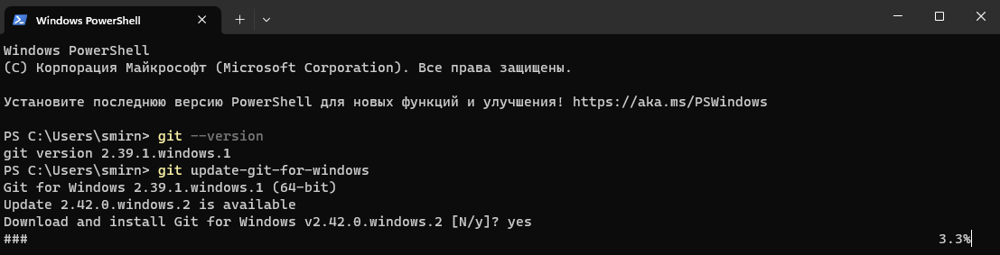 Windows PowerShell
Windows PowerShell
(C) Корпорация Майкрософт (Microsoft Corporation). Все права защищены.
Установите последнюю версию PowerShell для новых функций и улучшения! https://aka.ms/PSWindows
PS C:\Users\smirn> git --version
git version 2.39.1.windows.1
PS C:\Users\smirn> git update-git-for-windows
Git for Windows 2.39.1.windows.1 (64-bit)
Update 2.42.0.windows.2 is available
Download and install Git for Windows v2.42.0.windows.2 [N/y]? yes
### 3.3%